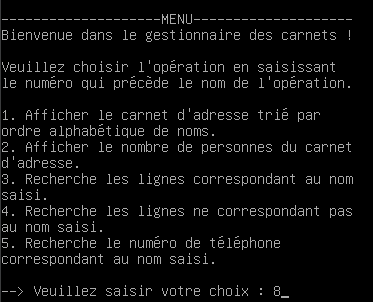 --------------------MENU--------------------
Bienvenue dans le gestionnaire des carnets !
Veuillez choisir l'opération en saisissant
le numéro qui précède le nom de l'opération.
1. Afficher le carnet d'adresse trié par
ordre alphabétique de noms.
2. Afficher le nombre de personnes du carnet
d'adresse.
3. Recherche les lignes correspondant au nom
saisi.
4. Recherche les lignes ne correspondant pas
au nom saisi.
5. Recherche le numéro de téléphone
correspondant au nom saisi.
--> Veuillez saisir votre choix : 8_